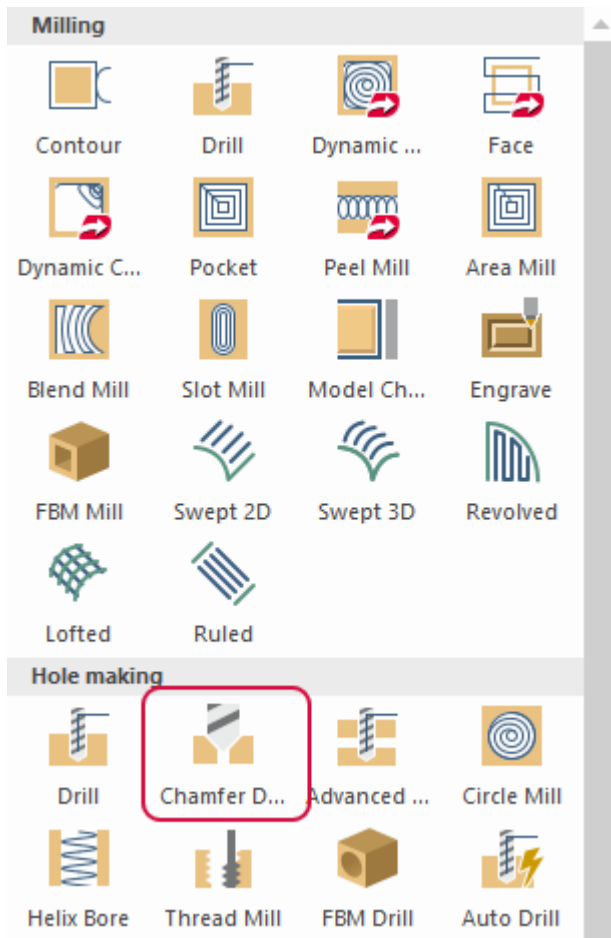 Milling
Contour Drill Dynamic ... Face
Dynamic C... Pocket Peel Mill Area Mill
Blend Mill Slot Mill Model Ch... Engrave
FBM Mill Swept 2D Swept 3D Revolved
Lofted Ruled
Hole making
Drill Chamfer D... Advanced ... Circle Mill
Helix Bore Thread Mill FBM Drill Auto Drill